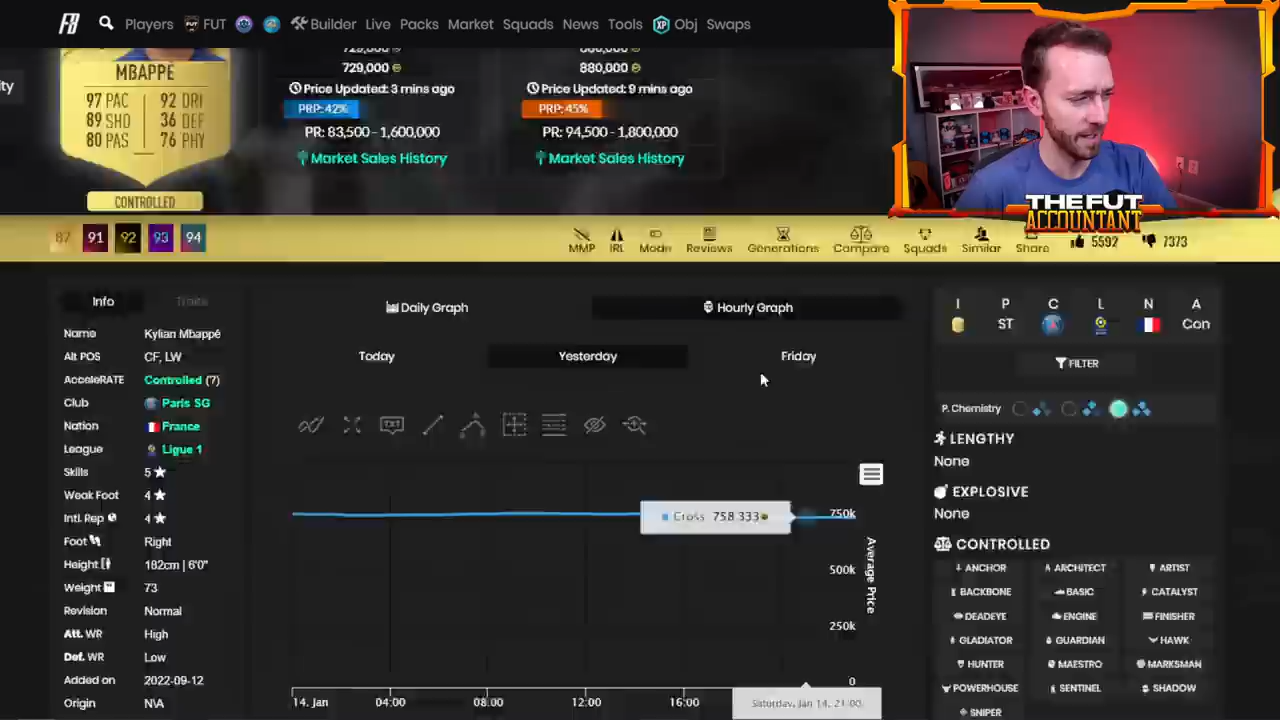 FB Players FUT Builder Live Packs Market Squads News Tools XP Obj Swaps
729,000 880,000
MBAPPE
97 PAC 92 DRI
89 SHO 36 DEF
80 PAS 76 PHY
CONTROLLED
Price Updated: 3 mins ago Price Updated: 9 mins ago
PRP: 42% PRP: 45%
PR: 83,500 - 1,600,000 PR: 94,500 - 1,800,000
Market Sales History Market Sales History
THE FUT
ACCOUNTANT
87 91 92 93 94
MMP IRL Mode Reviews Generations Compare Squads Similar Share 5592 7373
Info Traits
Name Kylian Mbappé
Alt POS CF, LW
AcceleRATE Controlled (?)
Club Paris SG
Nation France
League Ligue 1
Skills 5
Weak Foot 4
Intl. Rep 4
Foot Right
Height 182cm | 6'0"
Weight 73
Revision Normal
Att. WR High
Def. WR Low
Added on 2022-09-12
Origin N\A
Daily Graph Hourly Graph
Today Yesterday Friday
TXT
Cross 758,333
750k
500k
250k
0
Average Price
14. Jan 04:00 08:00 12:00 16:00
Saturday, Jan 14, 21:00
I P C L N A
ST Con
FILTER
P. Chemistry
LENGTHY
None
EXPLOSIVE
None
CONTROLLED
ANCHOR ARCHITECT ARTIST
BACKBONE BASIC CATALYST
DEADEYE ENGINE FINISHER
GLADIATOR GUARDIAN HAWK
HUNTER MAESTRO MARKSMAN
POWERHOUSE SENTINEL SHADOW
SNIPER